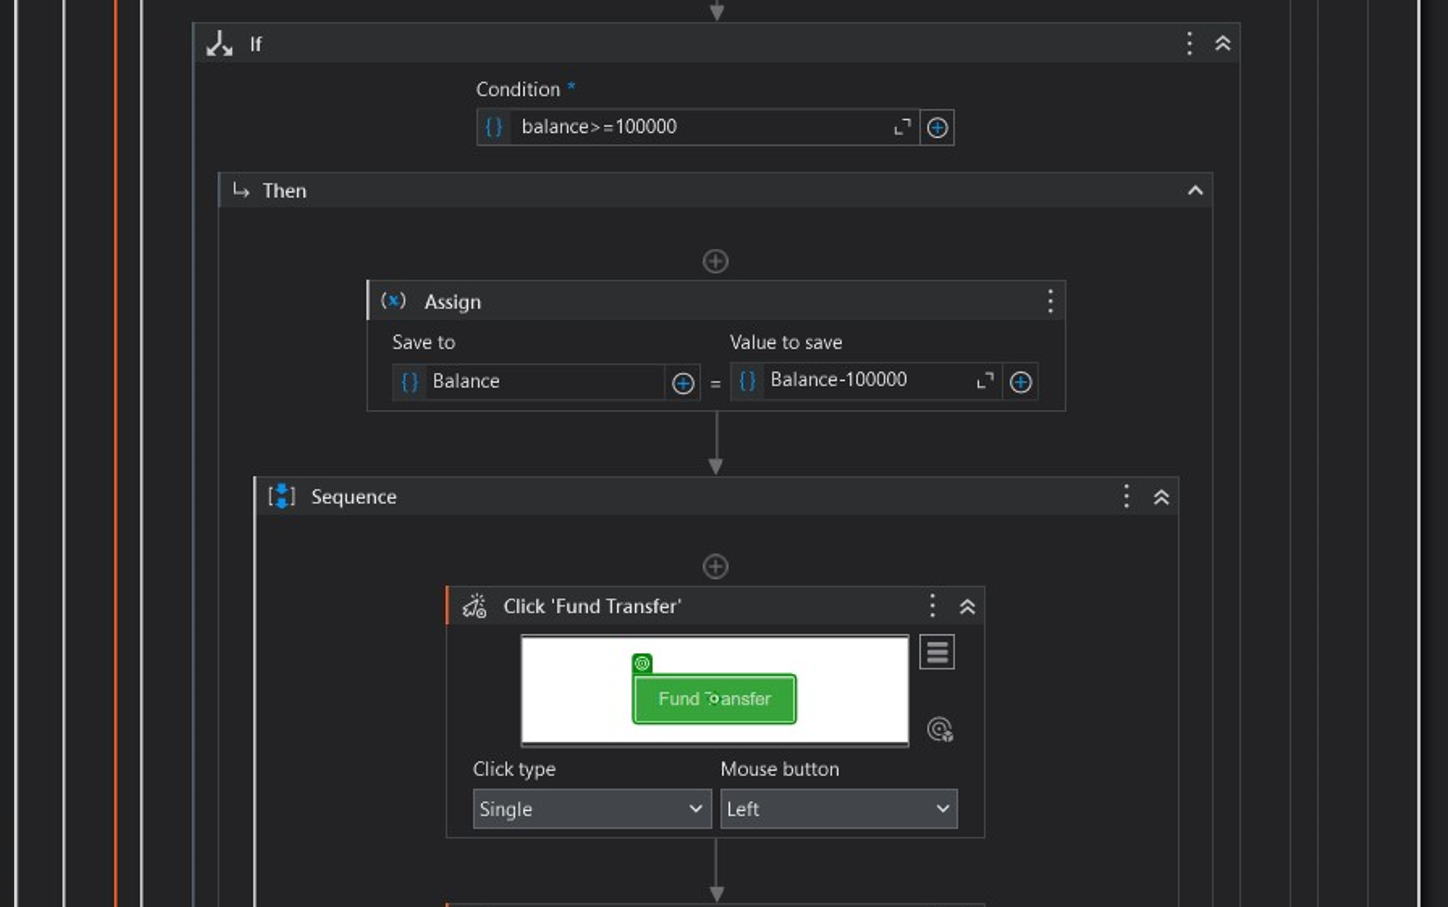 If
Condition *
{} balance>=100000
Then
(x) Assign
Save to
Value to save
{} Balance
=
{} Balance-100000
Sequence
Click 'Fund Transfer'
Fund Transfer
Click type
Mouse button
Single
Left